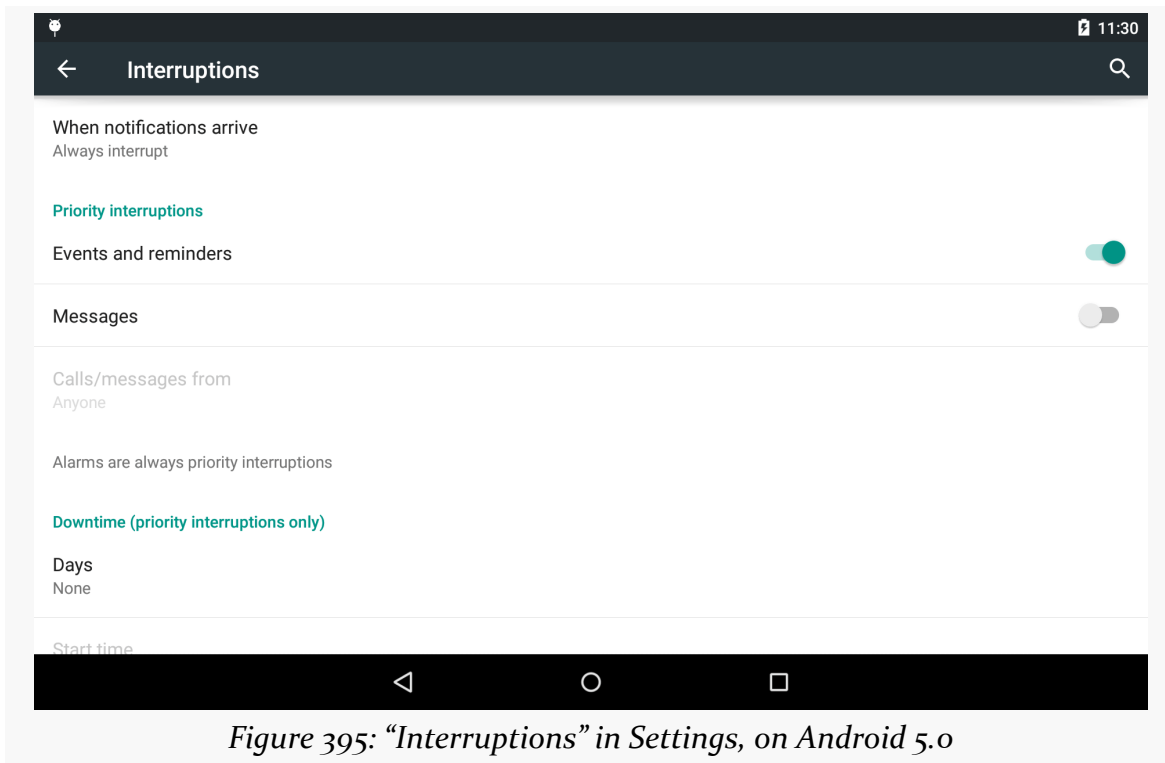 11:30
Interruptions
When notifications arrive
Always interrupt
Priority interruptions
Events and reminders
Messages
Calls/messages from
Anyone
Alarms are always priority interruptions
Downtime (priority interruptions only)
Days
None
Start time
Figure 395: “Interruptions” in Settings, on Android 5.0